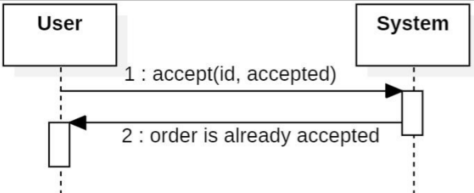 User
System
1 : accept(id, accepted)
2 : order is already accepted